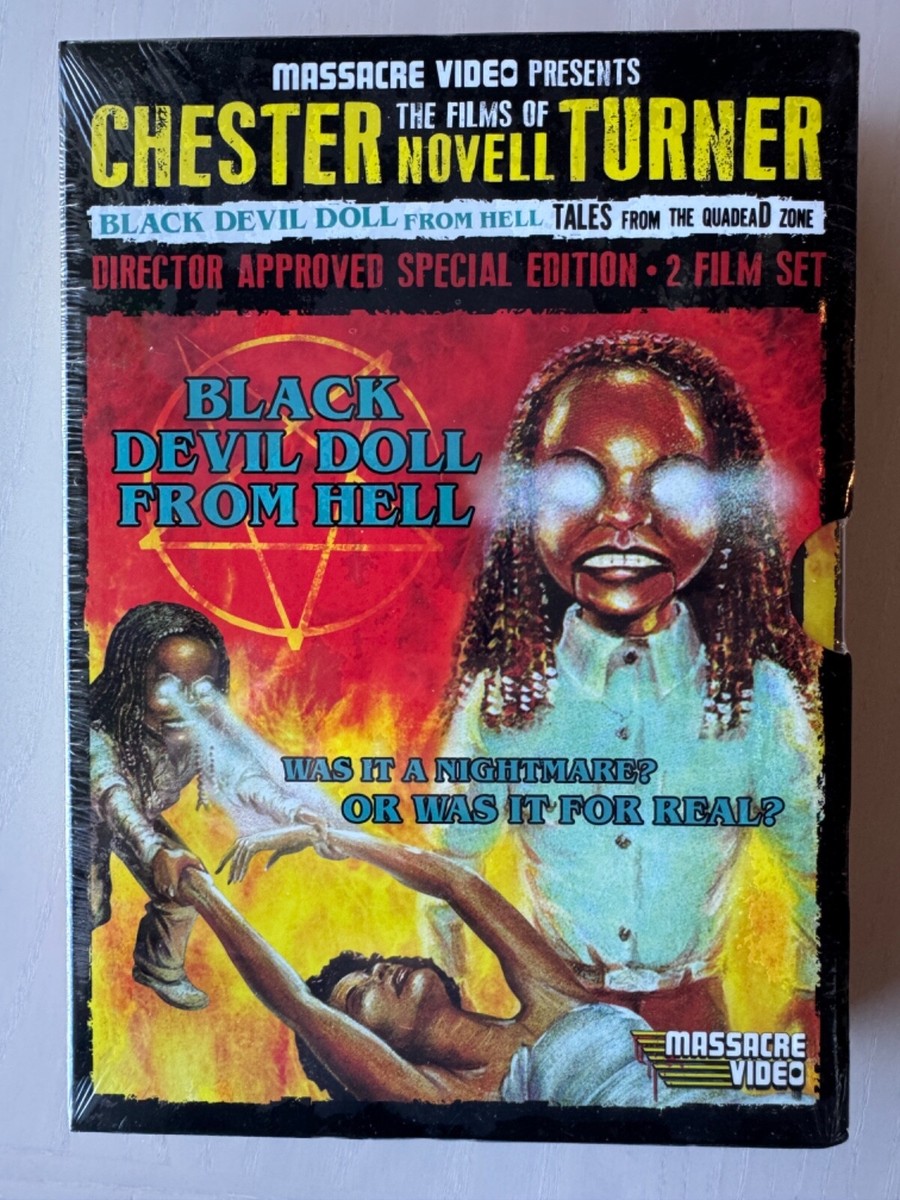 MASSACRE VIDEO PRESENTS
CHESTER THE FILMS OF NOVELL TURNER
BLACK DEVIL DOLL FROM HELL TALES FROM THE QUADEAD ZONE
DIRECTOR APPROVED SPECIAL EDITION • 2 FILM SET
BLACK
DEVIL DOLL
FROM HELL
WAS IT A NIGHTMARE?
OR WAS IT FOR REAL?
MASSACRE
VIDEO